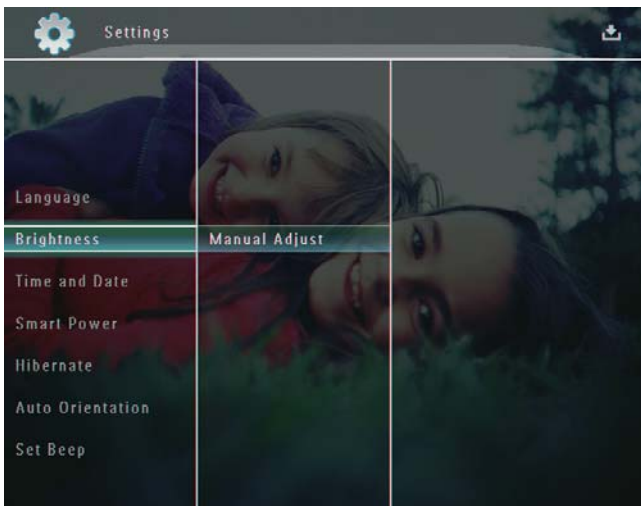 Settings
Language
Brightness
Manual Adjust
Time and Date
Smart Power
Hibernate
Auto Orientation
Set Beep